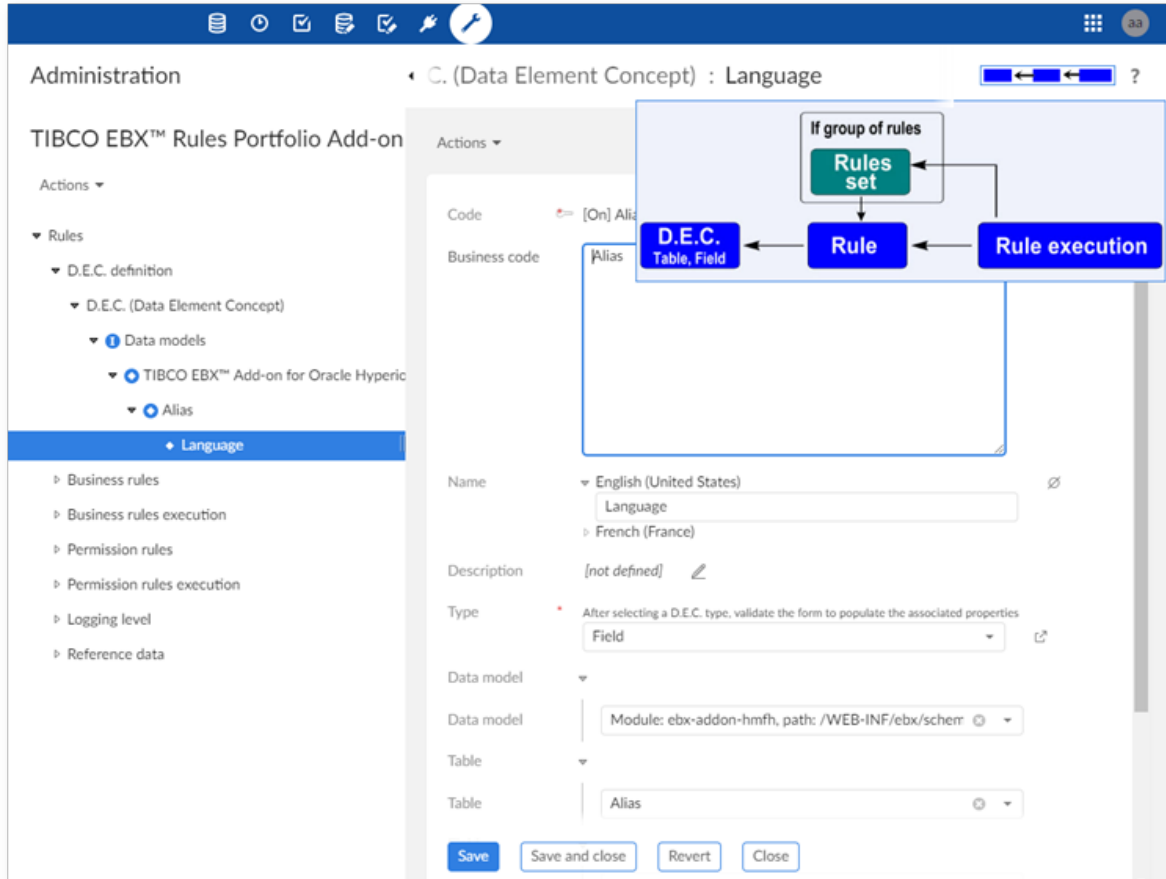 aa
Administration
C. (Data Element Concept) : Language
?
TIBCO EBX™ Rules Portfolio Add-on
Actions
Rules
D.E.C. definition
D.E.C. (Data Element Concept)
Data models
TIBCO EBX™ Add-on for Oracle Hyperio
Alias
Language
Business rules
Business rules execution
Permission rules
Permission rules execution
Logging level
Reference data
Actions
If group of rules
Rules
set
D.E.C.
Table, Field
Rule
Rule execution
Code
[On] Alia
Business code
Alias
Name
English (United States)
Language
French (France)
Description
[not defined]
Type
* After selecting a D.E.C. type, validate the form to populate the associated properties
Field
Data model
Data model
Module: ebx-addon-hmfh, path: /WEB-INF/ebx/schem
Table
Table
Alias
Save
Save and close
Revert
Close